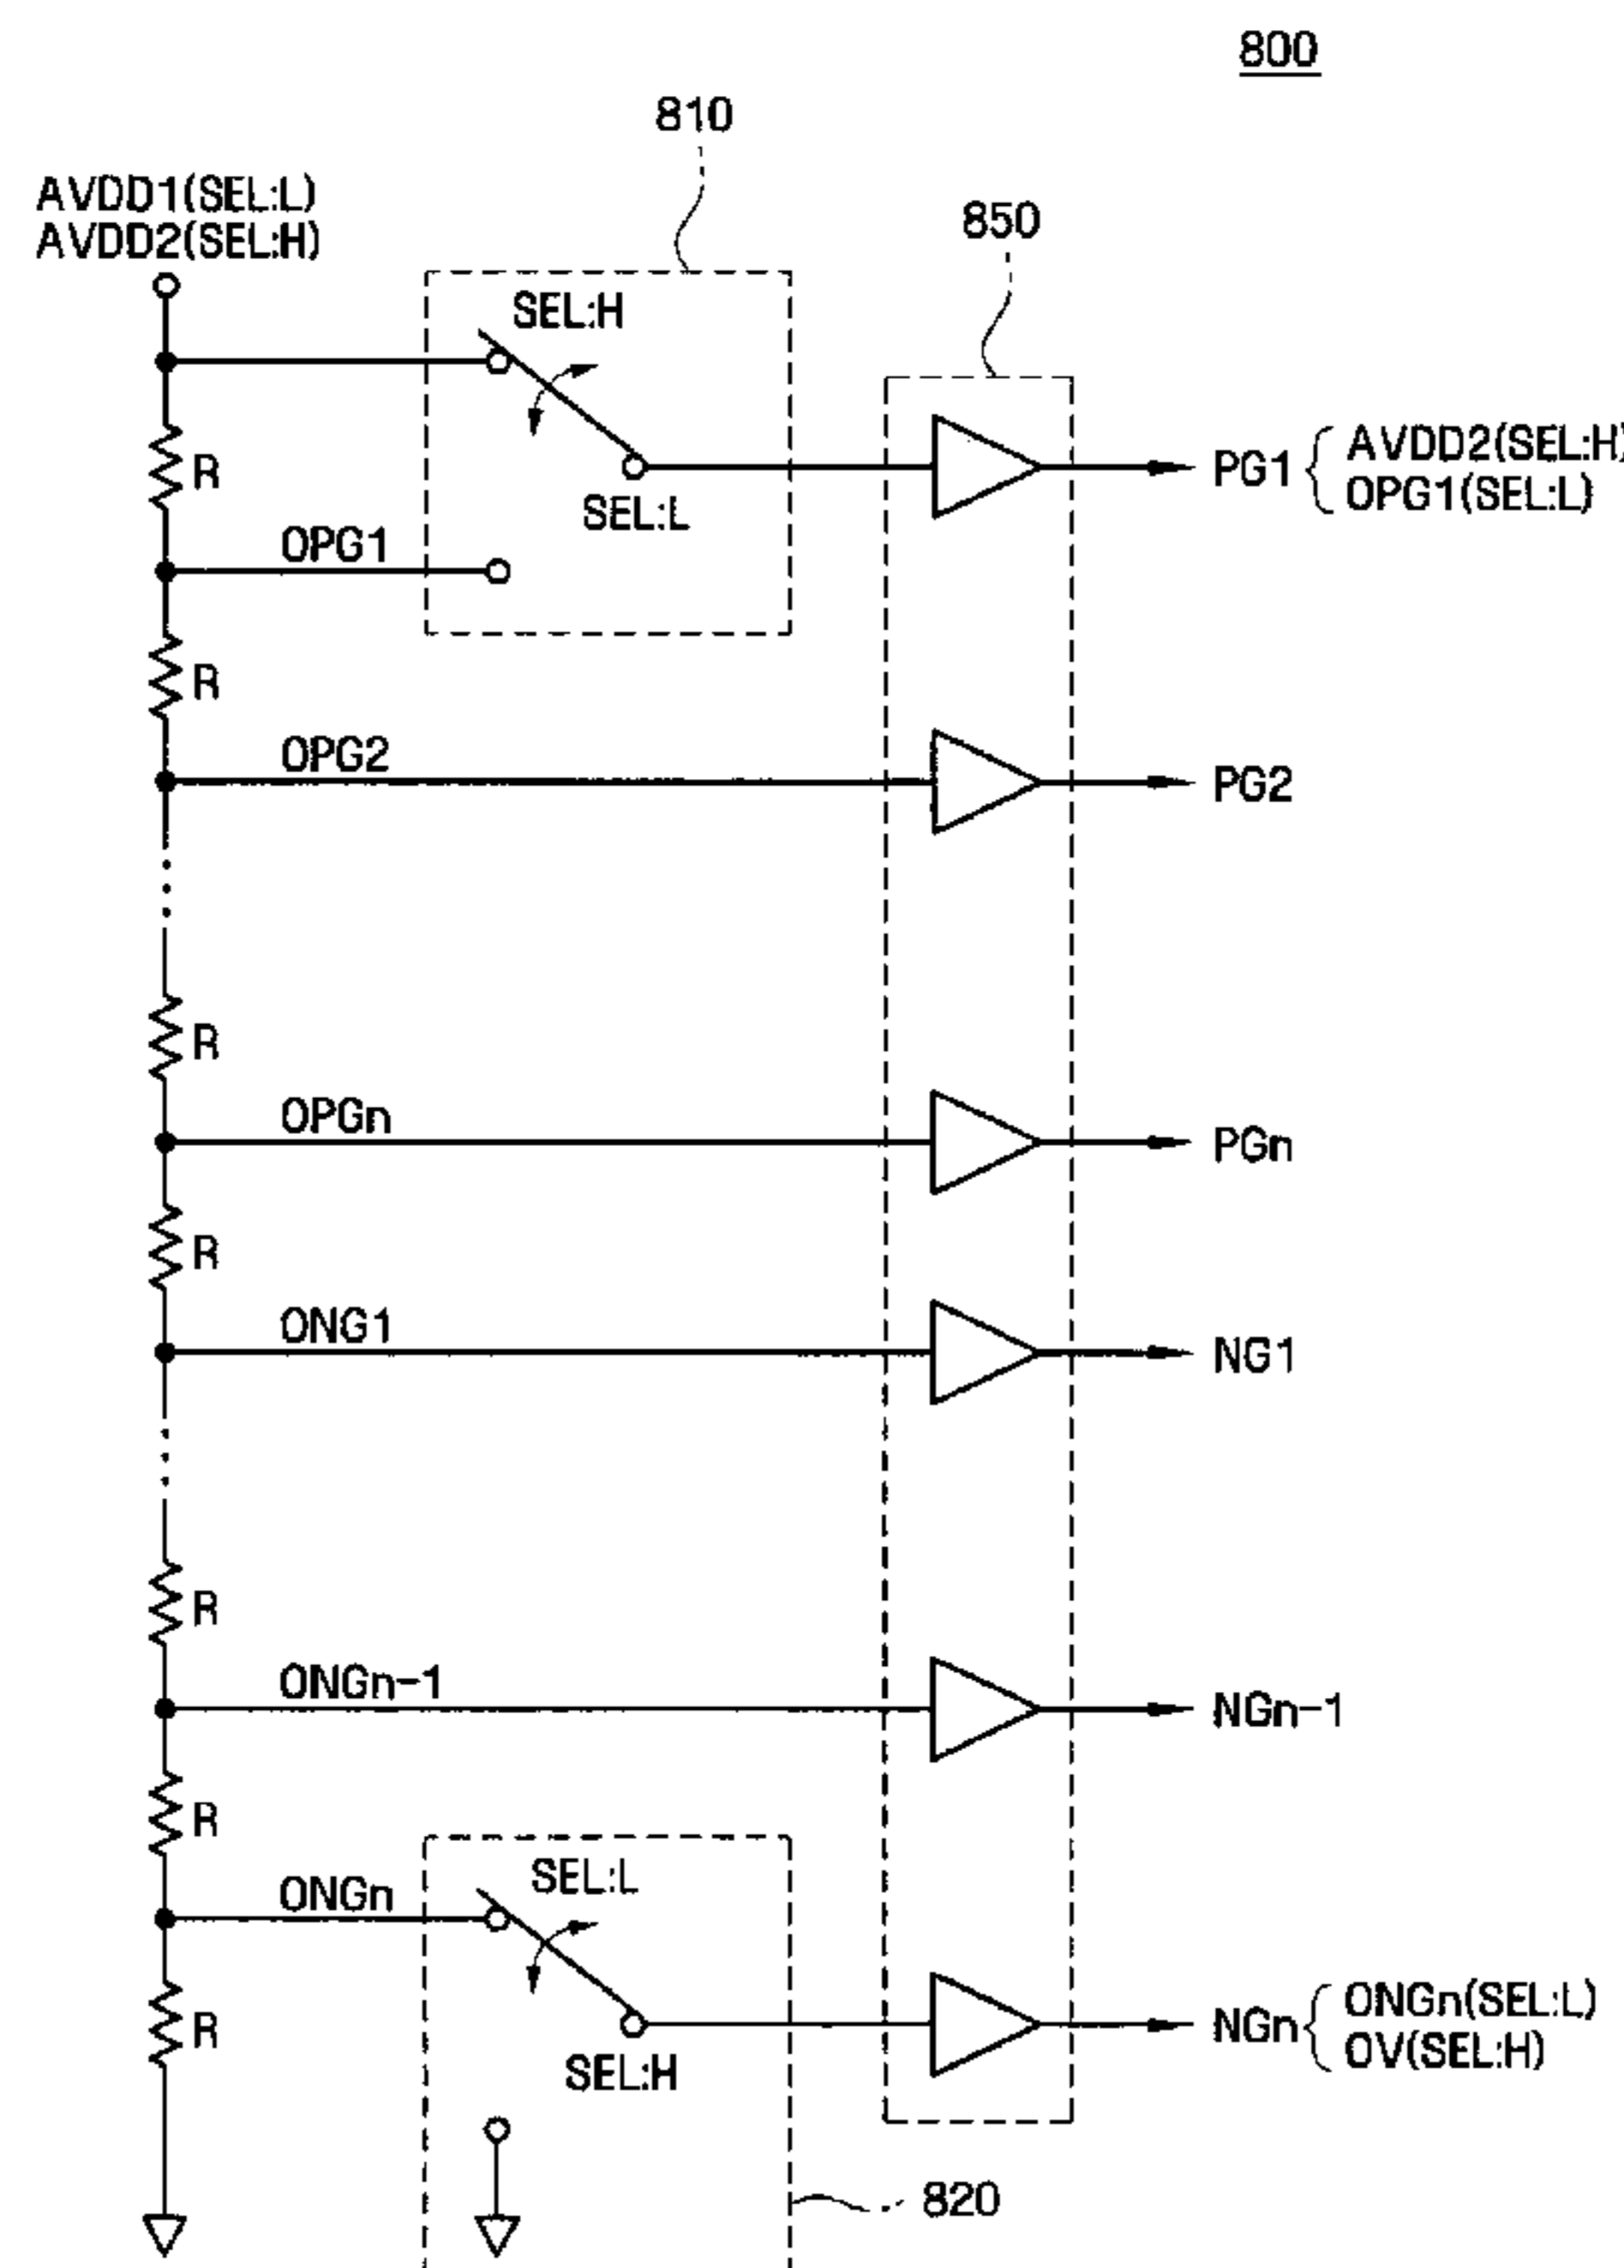 800
810
AVDD1(SEL:L)
AVDD2(SEL:H)
850
SEL:H
R
SEL:L
PG1
AVDD2(SEL:H)
OPG1(SEL:L)
OPG1
R
OPG2
PG2
R
OPGn
PGn
R
ONG1
NG1
R
ONGn-1
NGn-1
R
SEL:L
ONGn
R
SEL:H
NGn
ONGn(SEL:L)
0V(SEL:H)
820